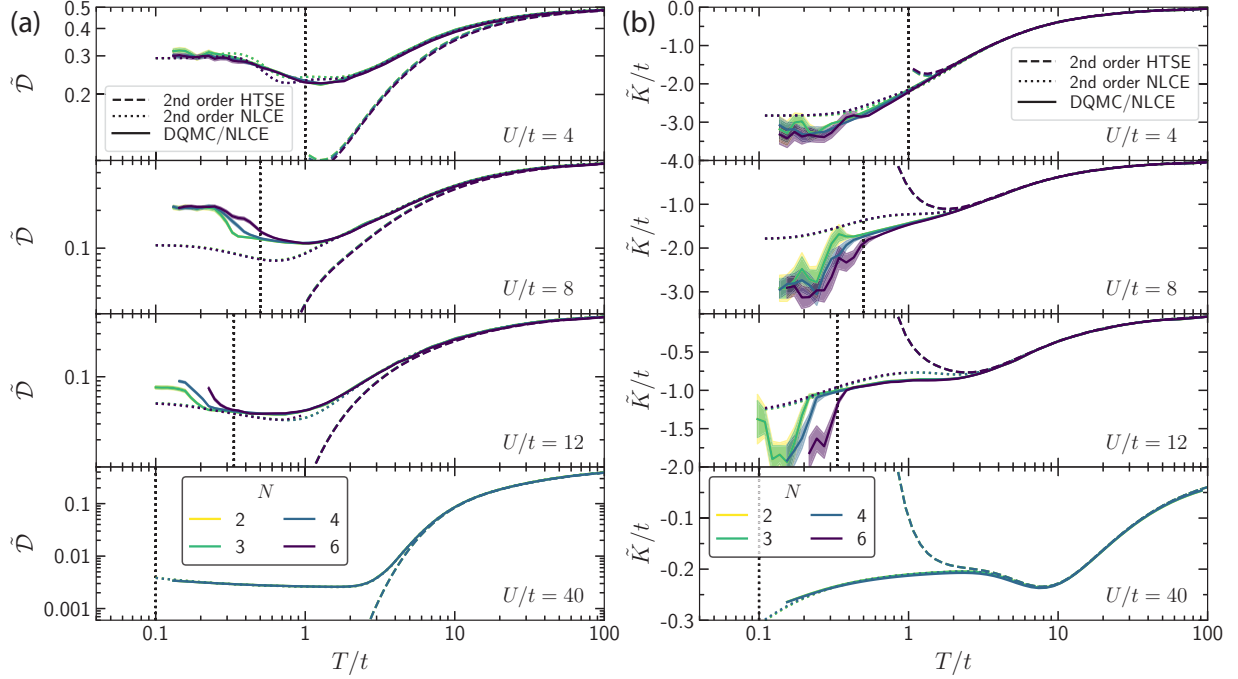 (a)
0.5
0.3
0.2
D̃
2nd order HTSE
2nd order NLCE
DQMC/NLCE
U/t = 4
0.1
D̃
U/t = 8
0.1
D̃
U/t = 12
0.1
0.01
0.001
D̃
N
2 4
3 6
U/t = 40
0.1 1 10 100
T/t
(b)
0.0
-1.0
-2.0
-3.0
-4.0
K̃/t
2nd order HTSE
2nd order NLCE
DQMC/NLCE
U/t = 4
-1.0
-2.0
-3.0
K̃/t
U/t = 8
-0.5
-1.0
-1.5
-2.0
K̃/t
U/t = 12
-0.1
-0.2
-0.3
K̃/t
N
2 4
3 6
U/t = 40
0.1 1 10 100
T/t